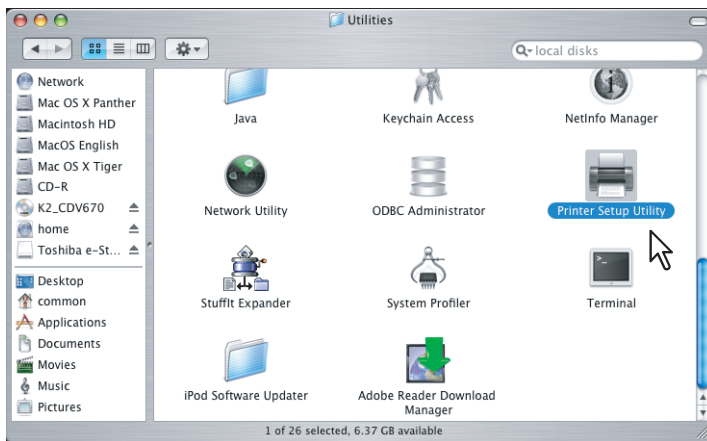 Utilities
local disks
Network
Mac OS X Panther
Macintosh HD
MacOS English
Mac OS X Tiger
CD-R
K2_CDV670
home
Toshiba e-St...
Desktop
common
Applications
Documents
Movies
Music
Pictures
Java
Keychain Access
NetInfo Manager
Network Utility
ODBC Administrator
Printer Setup Utility
StuffIt Expander
System Profiler
>_
Terminal
iPod Software Updater
Adobe Reader Download
Manager
1 of 26 selected, 6.37 GB available